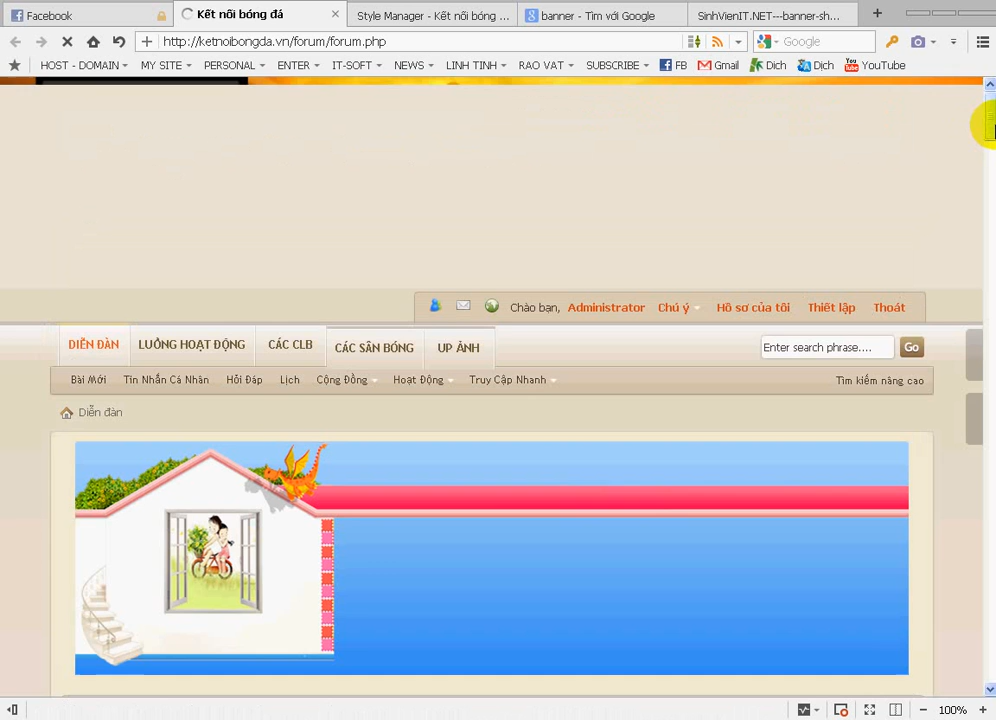 Facebook
Kết nối bóng đá
Style Manager - Kết nối bóng ...
banner - Tìm với Google
SinhVienIT.NET---banner-sh...
http://ketnoibongda.vn/forum/forum.php
Google
HOST - DOMAIN
MY SITE
PERSONAL
ENTER
IT-SOFT
NEWS
LINH TINH
RAO VAT
SUBSCRIBE
FB
Gmail
Dich
Dịch
YouTube
Chào bạn, Administrator Chú ý Hồ sơ của tôi Thiết lập Thoát
DIỄN ĐÀN LUỒNG HOẠT ĐỘNG CÁC CLB CÁC SÂN BÓNG UP ẢNH
Enter search phrase.... Go
Bài Mới Tin Nhắn Cá Nhân Hỏi Đáp Lịch Cộng Đồng Hoạt Động Truy Cập Nhanh Tìm kiếm nâng cao
Diễn đàn
100%